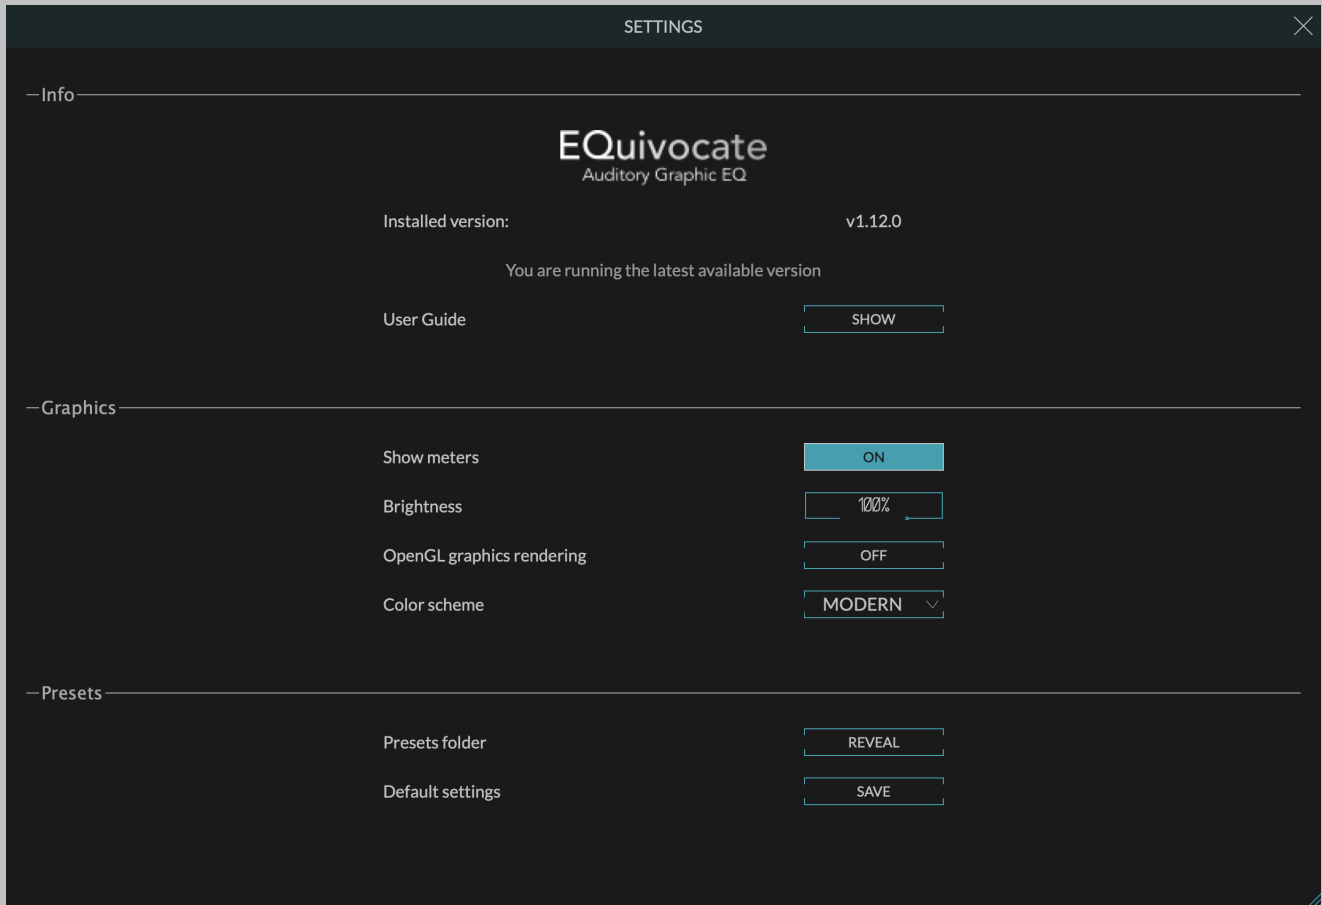 SETTINGS
Info
EQuivocate
Auditory Graphic EQ
Installed version: v1.12.0
You are running the latest available version
User Guide SHOW
Graphics
Show meters ON
Brightness 100%
OpenGL graphics rendering OFF
Color scheme MODERN
Presets
Presets folder REVEAL
Default settings SAVE